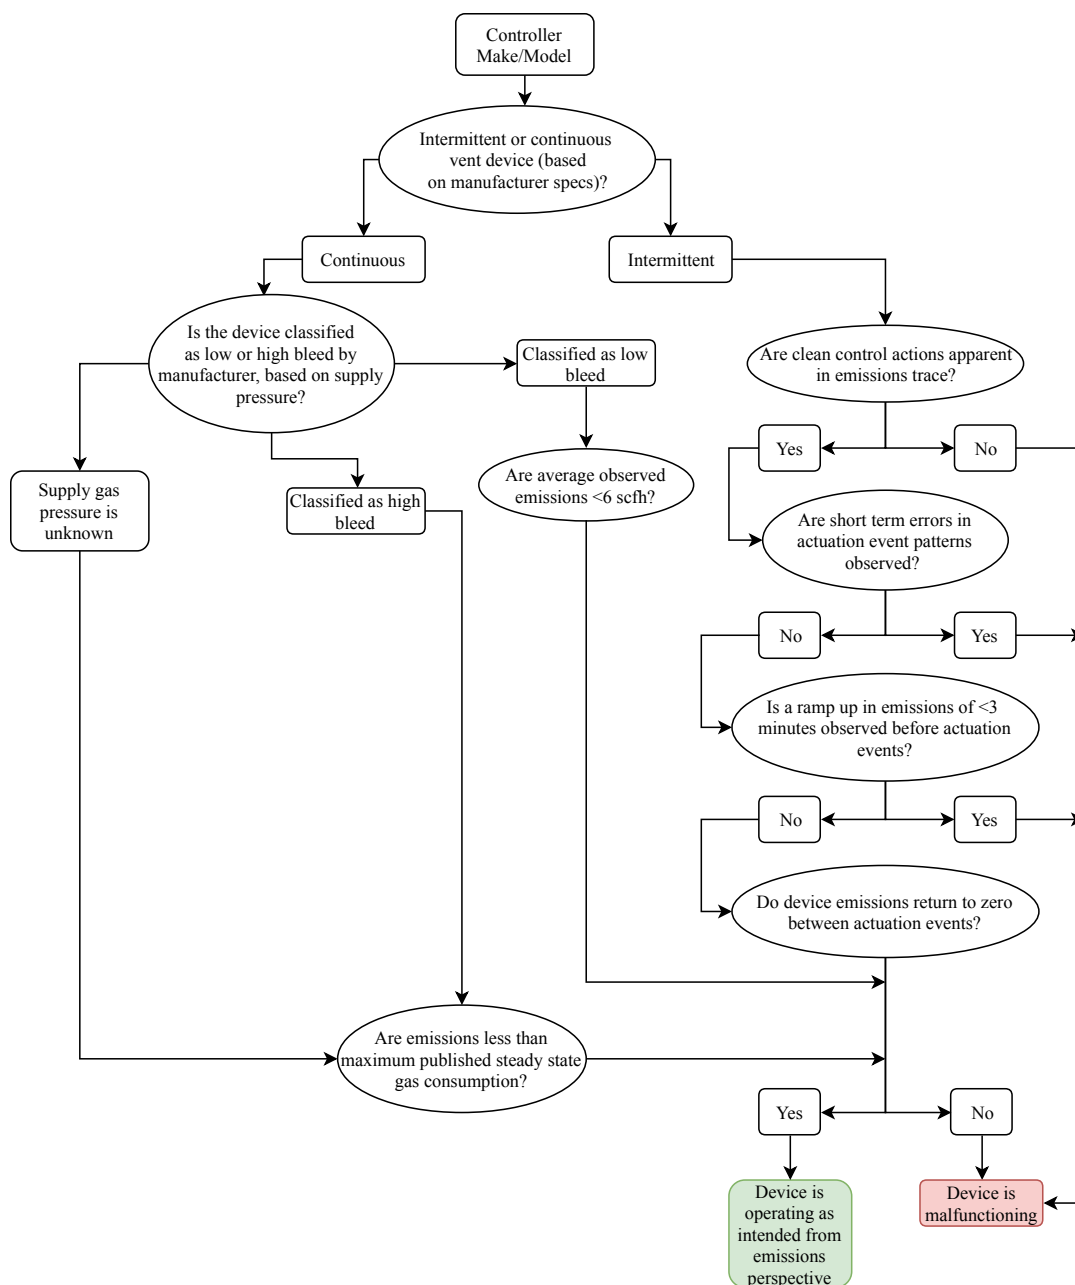 Controller
Make/Model
Intermittent or continuous
vent device (based
on manufacturer specs)?
Continuous
Intermittent
Is the device classified
as low or high bleed by
manufacturer, based on supply
pressure?
Classified as low
bleed
Are clean control actions apparent
in emissions trace?
Yes
No
Supply gas
pressure is
unknown
Classified as high
bleed
Are average observed
emissions <6 scfh?
Are short term errors in
actuation event patterns
observed?
No
Yes
Is a ramp up in emissions of <3
minutes observed before actuation
events?
No
Yes
Do device emissions return to zero
between actuation events?
Are emissions less than
maximum published steady state
gas consumption?
Yes
No
Device is
operating as
intended from
emissions
perspective
Device is
malfunctioning